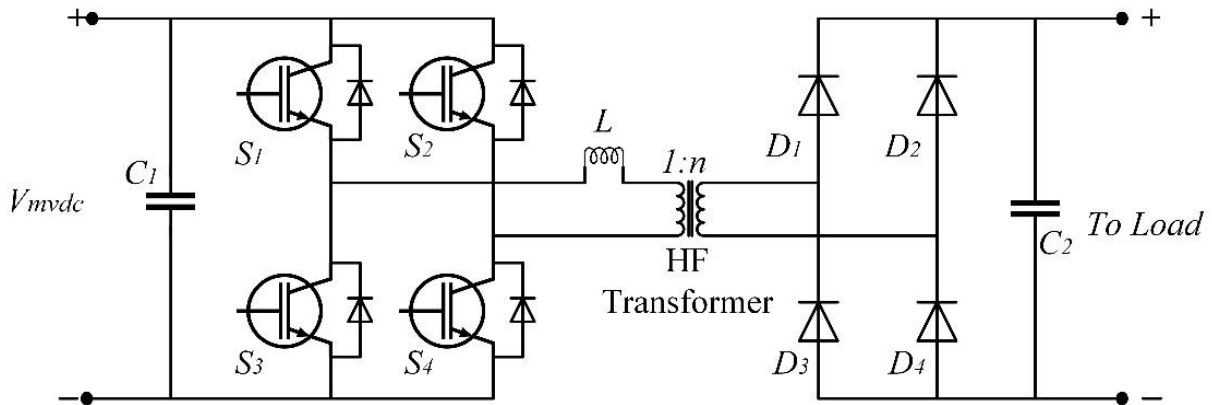 +
+
L
S1
S2
D1
D2
1:n
C1
Vmvdc
C2
To Load
HF
Transformer
S3
S4
D3
D4
−
−